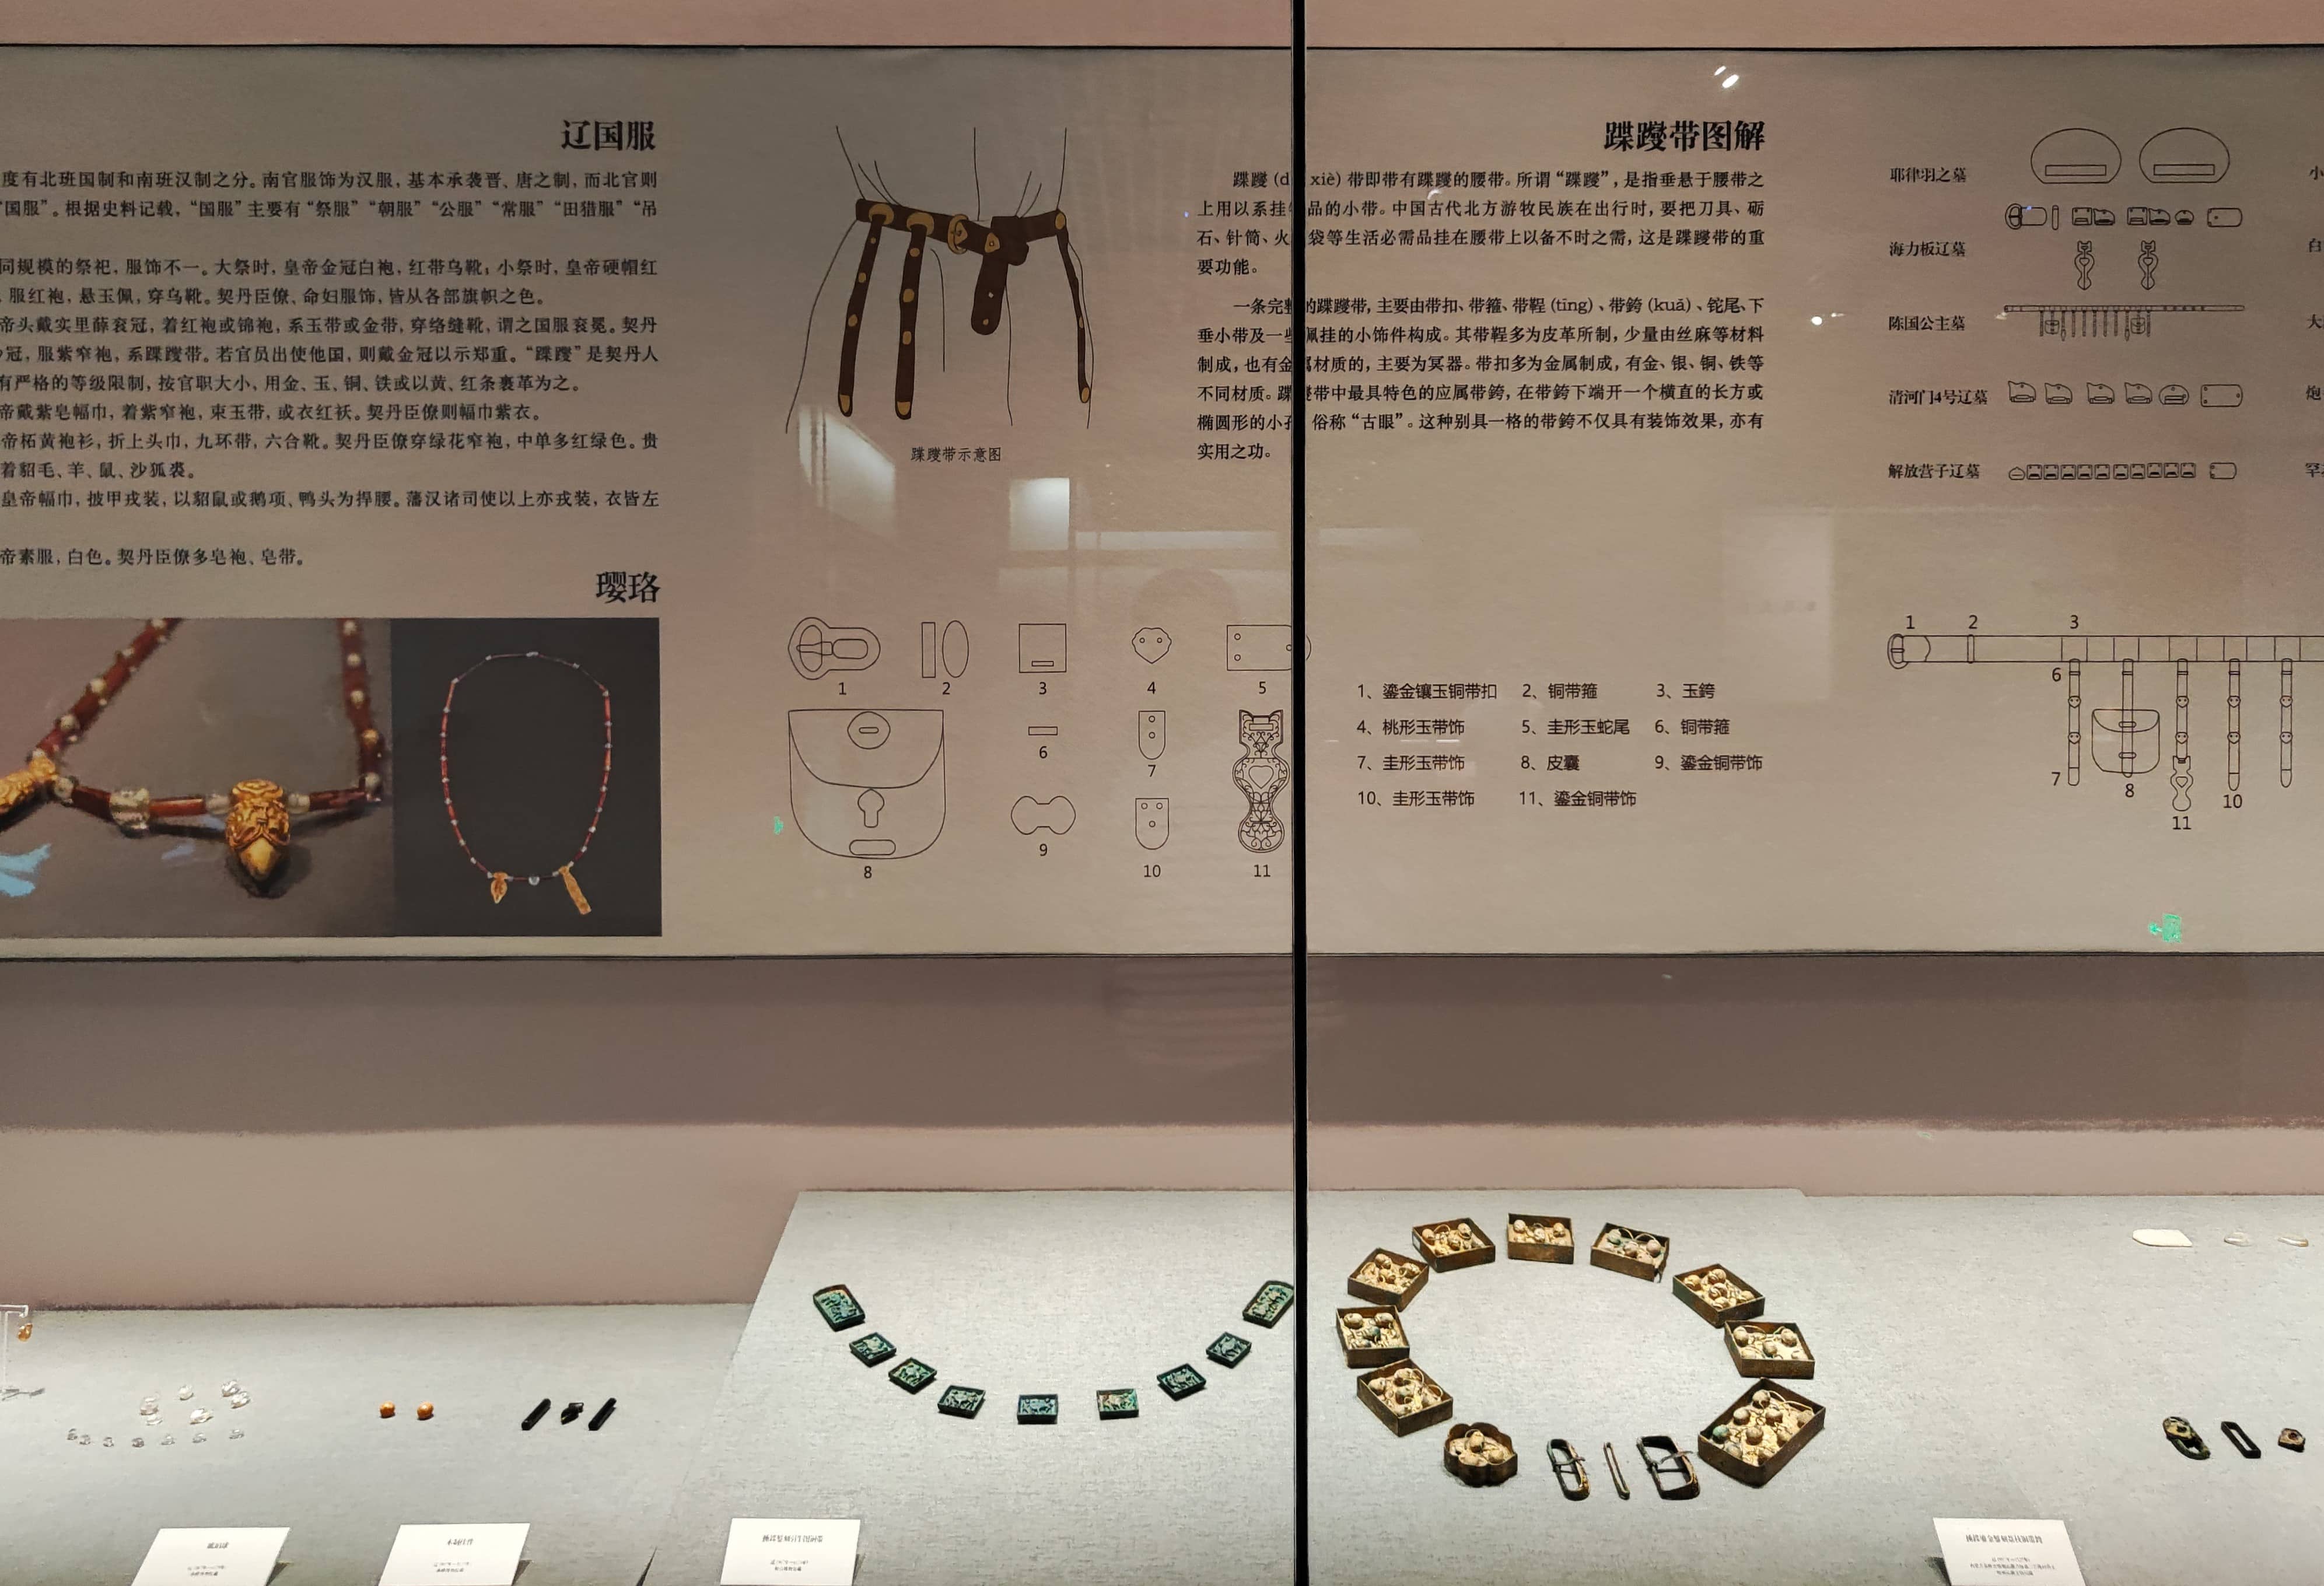 辽国服
度有北班国制和南班汉制之分。南官服饰为汉服，基本承袭晋、唐之制，而北官则
“国服”。根据史料记载，“国服”主要有“祭服”“朝服”“公服”“常服”“田猎服”“吊
同规模的祭祀，服饰不一。大祭时，皇帝金冠白袍，红带乌靴；小祭时，皇帝硬帽红
服红袍，悬玉佩，穿乌靴。契丹臣僚、命妇服饰，皆从各部旗帜之色。
帝头戴实里薛衮冠，着红袍或锦袍，系玉带或金带，穿络缝靴，谓之国服衮冕。契丹
冠，服紫窄袍，系蹀躞带。若官员出使他国，则戴金冠以示郑重。“蹀躞”是契丹人
有严格的等级限制，按官职大小，用金、玉、铜、铁或以黄、红条裹革为之。
帝戴紫皂幅巾，着紫窄袍，束玉带，或衣红袄。契丹臣僚则幅巾紫衣。
帝柘黄袍衫，折上头巾，九环带，六合靴。契丹臣僚穿绿花窄袍，中单多红绿色。贵
着貂毛、羊、鼠、沙狐裘。
皇帝幅巾，披甲戎装，以貂鼠或鹅项、鸭头为捍腰。藩汉诸司使以上亦戎装，衣皆左
帝素服，白色。契丹臣僚多皂袍、皂带。
璎珞
蹀躞带示意图
1
2
3
4
5
6
7
8
9
10
11
蹀躞带图解
蹀躞（d xiè）带即带有蹀躞的腰带。所谓“蹀躞”，是指垂悬于腰带之
上用以系挂 品的小带。中国古代北方游牧民族在出行时，要把刀具、砺
石、针筒、火 袋等生活必需品挂在腰带上以备不时之需，这是蹀躞带的重
要功能。
一条完整的蹀躞带，主要由带扣、带箍、带鞓（tīng）、带銙（kuǎ）、铊尾、下
垂小带及一些佩挂的小饰件构成。其带鞓多为皮革所制，少量由丝麻等材料
制成，也有金属材质的，主要为冥器。带扣多为金属制成，有金、银、铜、铁等
不同材质。蹀躞带中最具特色的应属带銙，在带銙下端开一个横直的长方或
椭圆形的小孔 俗称“古眼”。这种别具一格的带銙不仅具有装饰效果，亦有
实用之功。
1、鎏金镶玉铜带扣 2、铜带箍 3、玉銙
4、桃形玉带饰 5、圭形玉蛇尾 6、铜带箍
7、圭形玉带饰 8、皮囊 9、鎏金铜带饰
10、圭形玉带饰 11、鎏金铜带饰
耶律羽之墓
海力板辽墓
陈国公主墓
清河门4号辽墓
解放营子辽墓
小
白
大
炮
罕
1
2
3
6
7
8
10
11